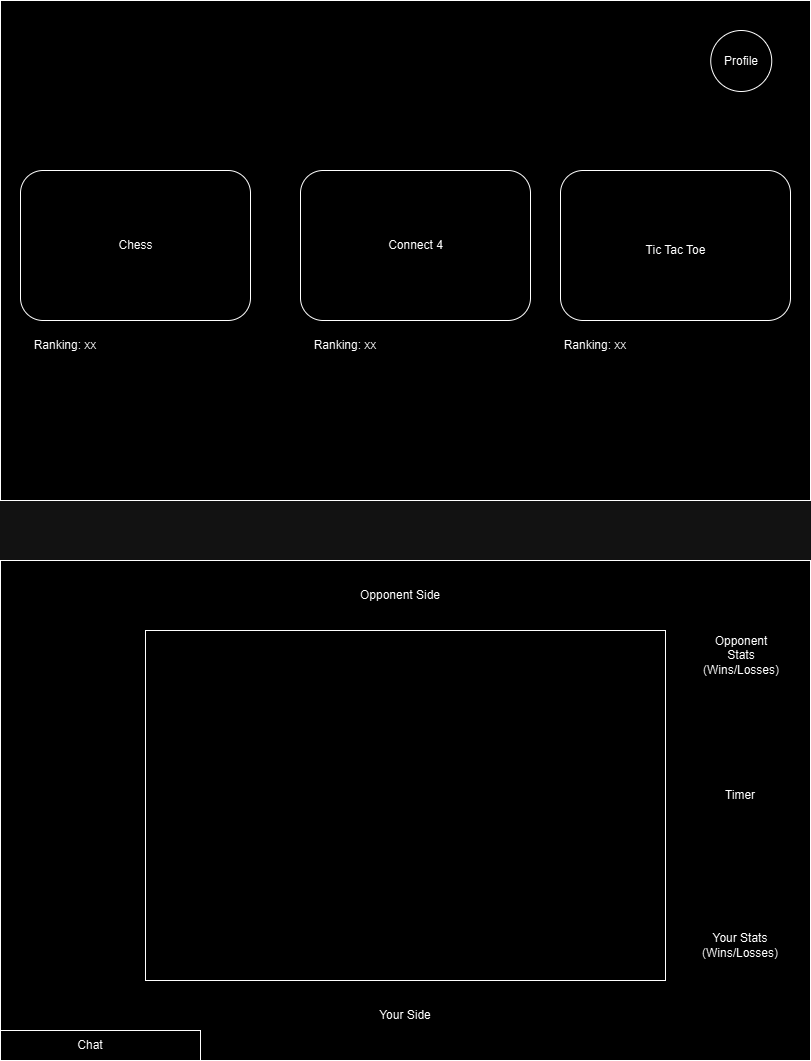 Profile
Chess
Connect 4
Tic Tac Toe
Ranking: xx
Ranking: xx
Ranking: xx
Opponent Side
Opponent
Stats
(Wins/Losses)
Timer
Your Stats
(Wins/Losses)
Your Side
Chat